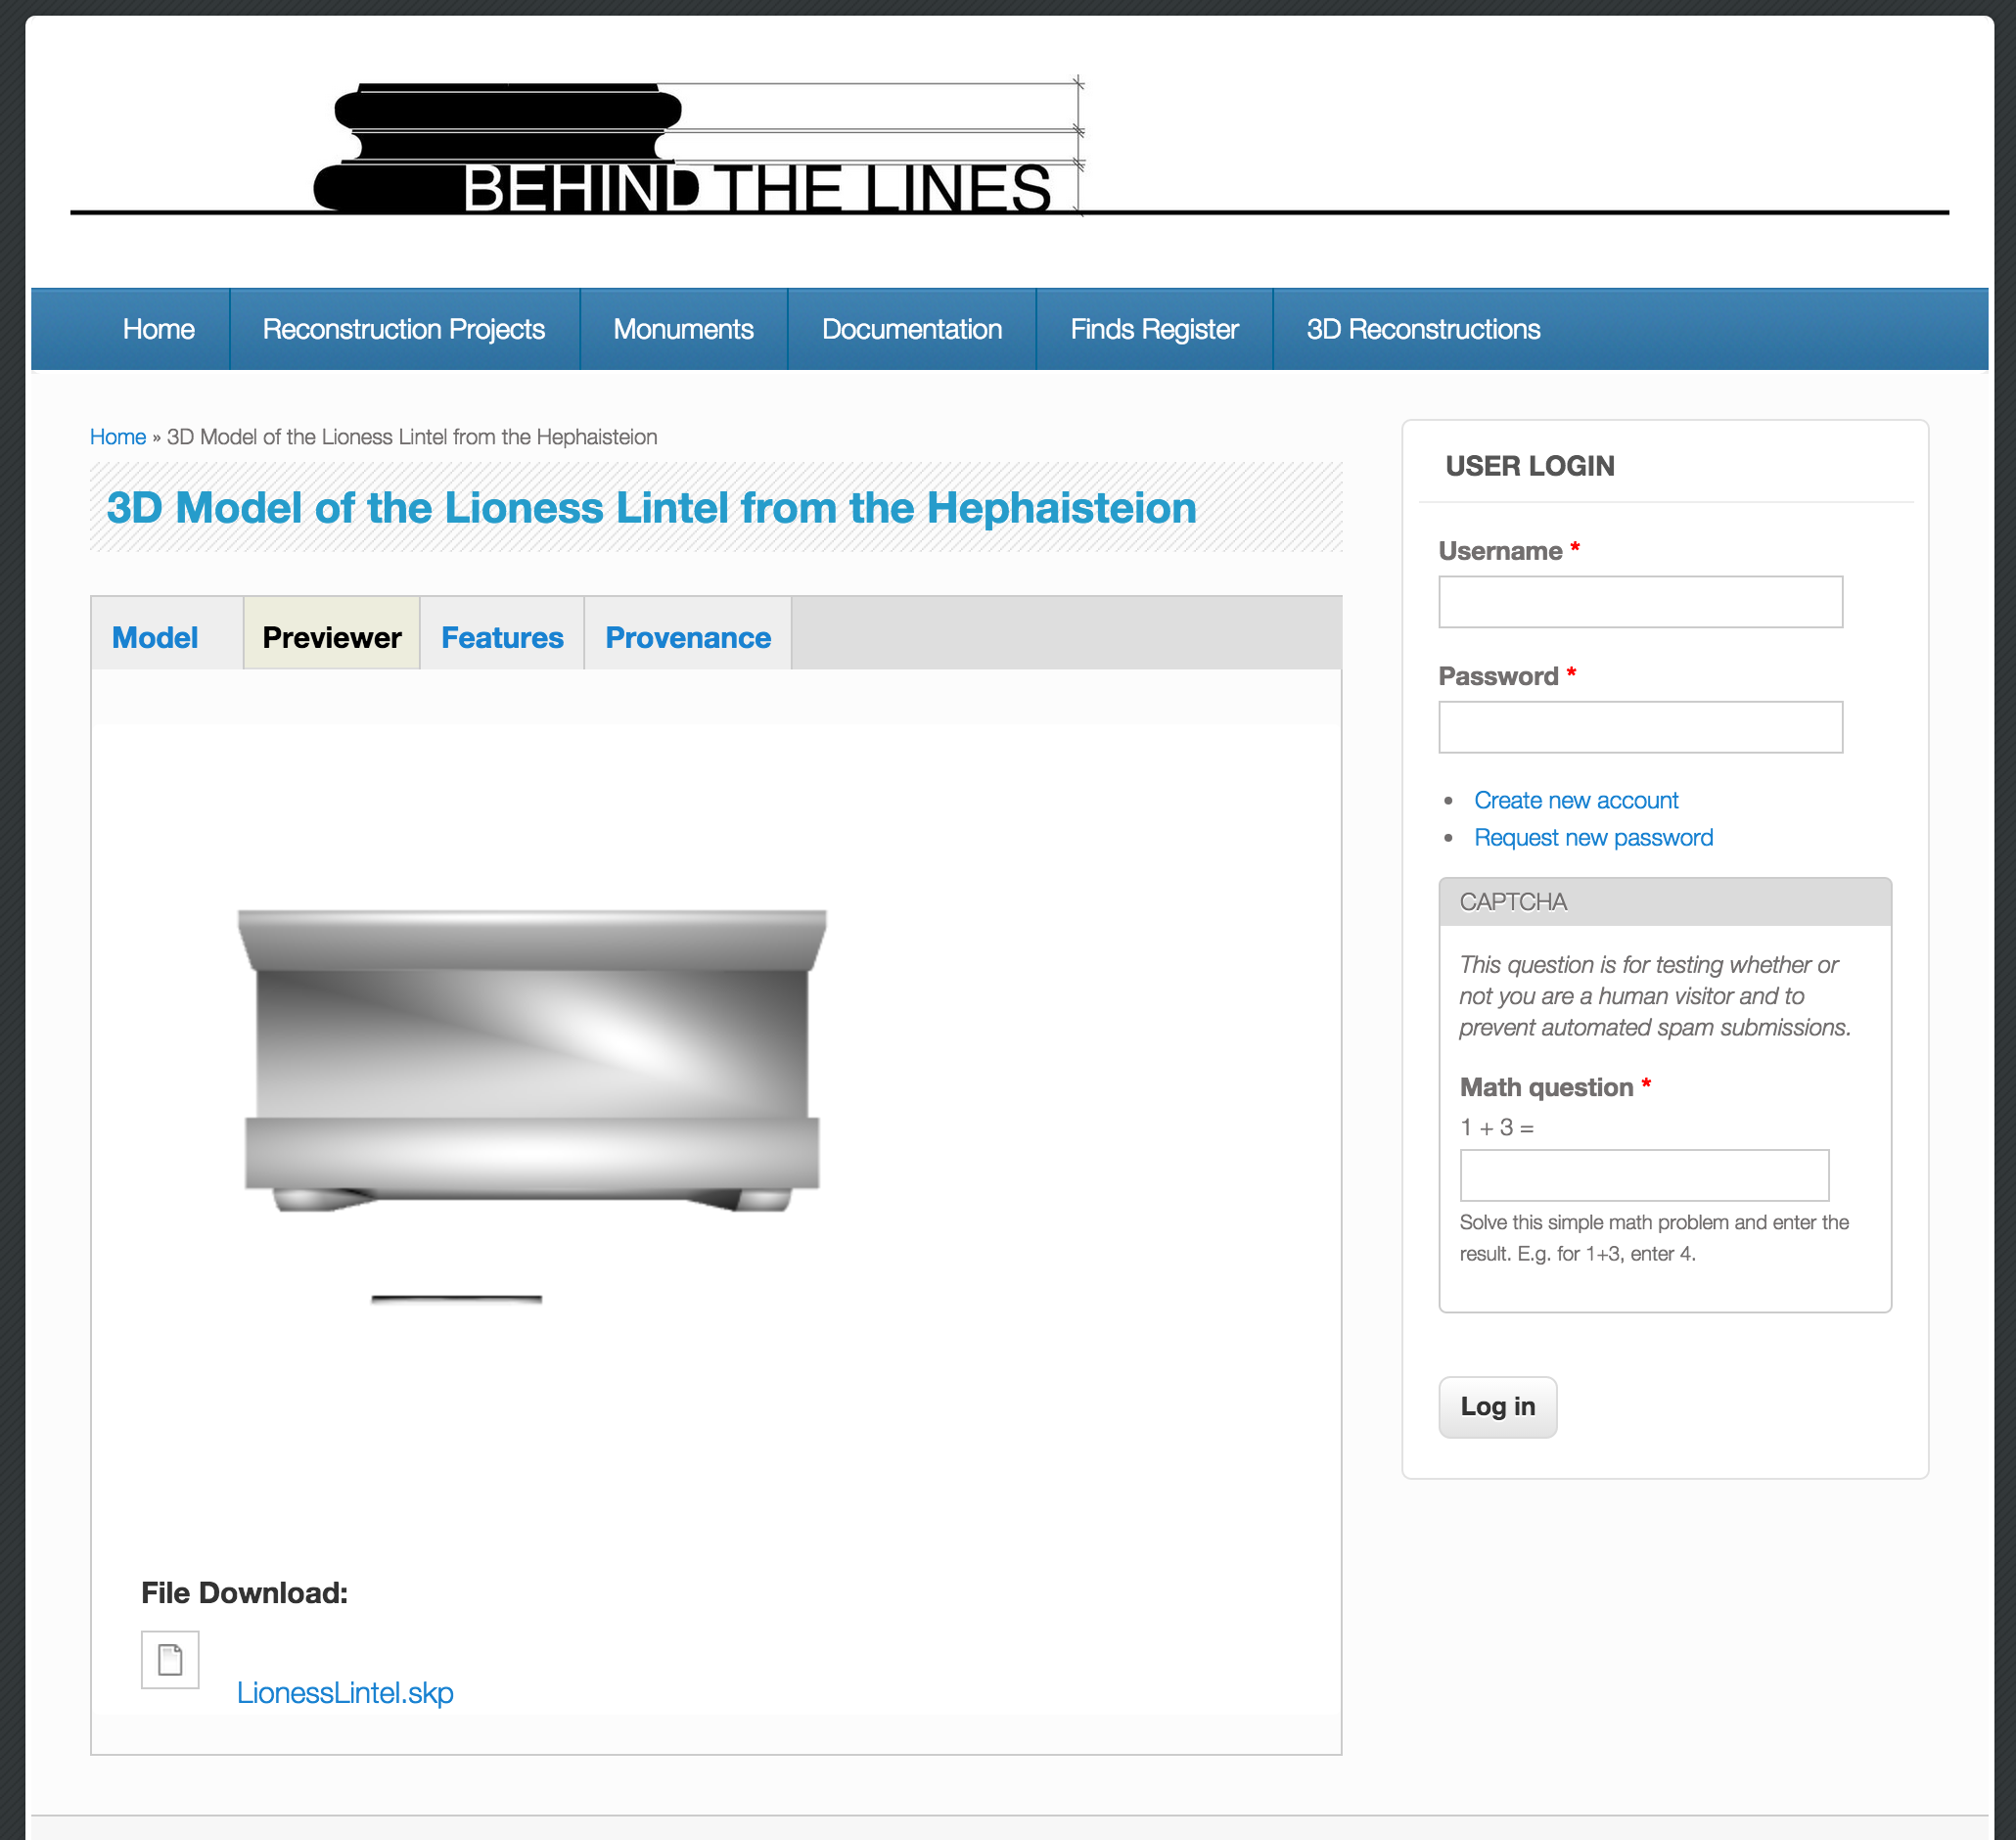 BEHIND THE LINES
Home
Reconstruction Projects
Monuments
Documentation
Finds Register
3D Reconstructions
Home » 3D Model of the Lioness Lintel from the Hephaisteion
3D Model of the Lioness Lintel from the Hephaisteion
Model
Previewer
Features
Provenance
File Download:
LionessLintel.skp
USER LOGIN
Username *
Password *
• Create new account
• Request new password
CAPTCHA
This question is for testing whether or
not you are a human visitor and to
prevent automated spam submissions.
Math question *
1 + 3 =
Solve this simple math problem and enter the
result. E.g. for 1+3, enter 4.
Log in